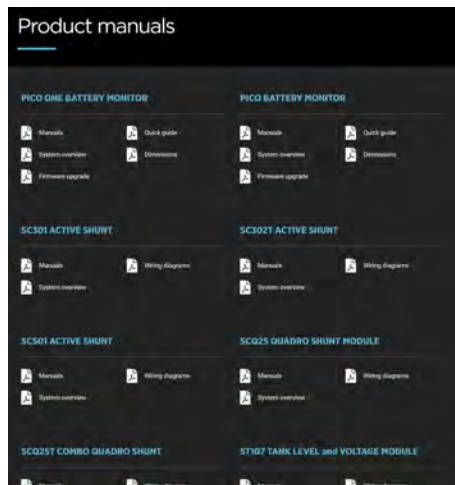 Product manuals
PICO ONE BATTERY MONITOR
Manuals
Quick guide
System overview
Dimensions
Firmware upgrade
PICO BATTERY MONITOR
Manuals
Quick guide
System overview
Dimensions
Firmware upgrade
SC301 ACTIVE SHUNT
Manuals
Wiring diagrams
System overview
SC302T ACTIVE SHUNT
Manuals
Wiring diagrams
System overview
SC501 ACTIVE SHUNT
Manuals
Wiring diagrams
System overview
SCQ25 QUADRO SHUNT MODULE
Manuals
Wiring diagrams
System overview
SCQ25T COMBO QUADRO SHUNT
ST107 TANK LEVEL and VOLTAGE MODULE